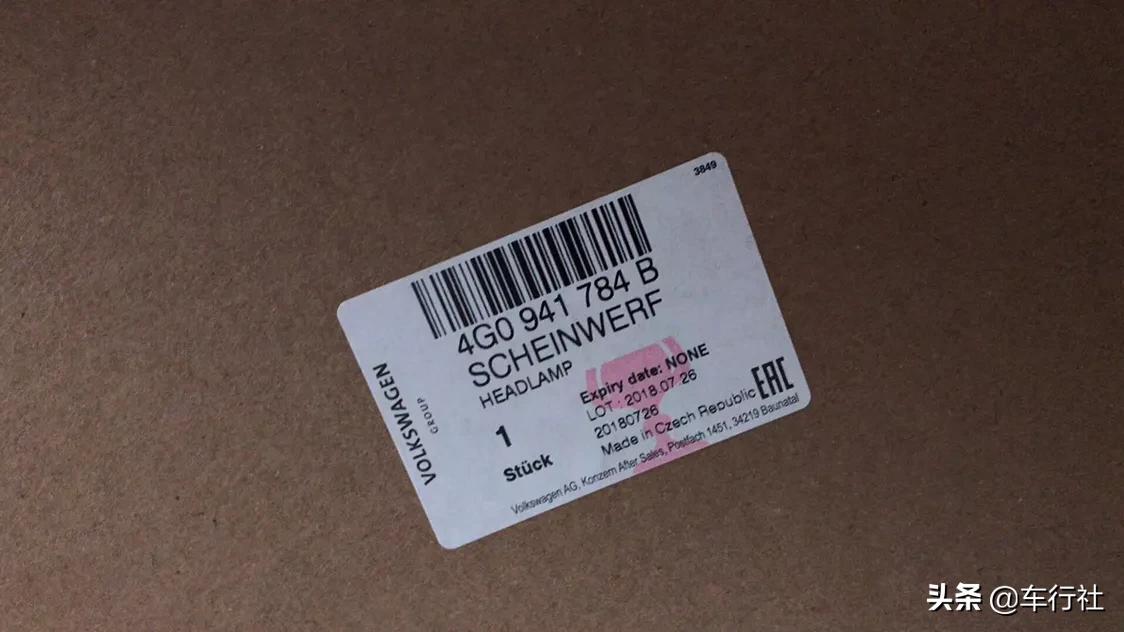 3849
4G0 941 784 B
SCHEINWERF
HEADLAMP
VOLKSWAGEN
GROUP
1
Stück
Expiry date: NONE
LOT : 2018.07.26
20180726
Made in Czech Republic
EAC
Volkswagen AG, Konzern After Sales, Postfach 1451, 34219 Baunatal
头条 @车行社